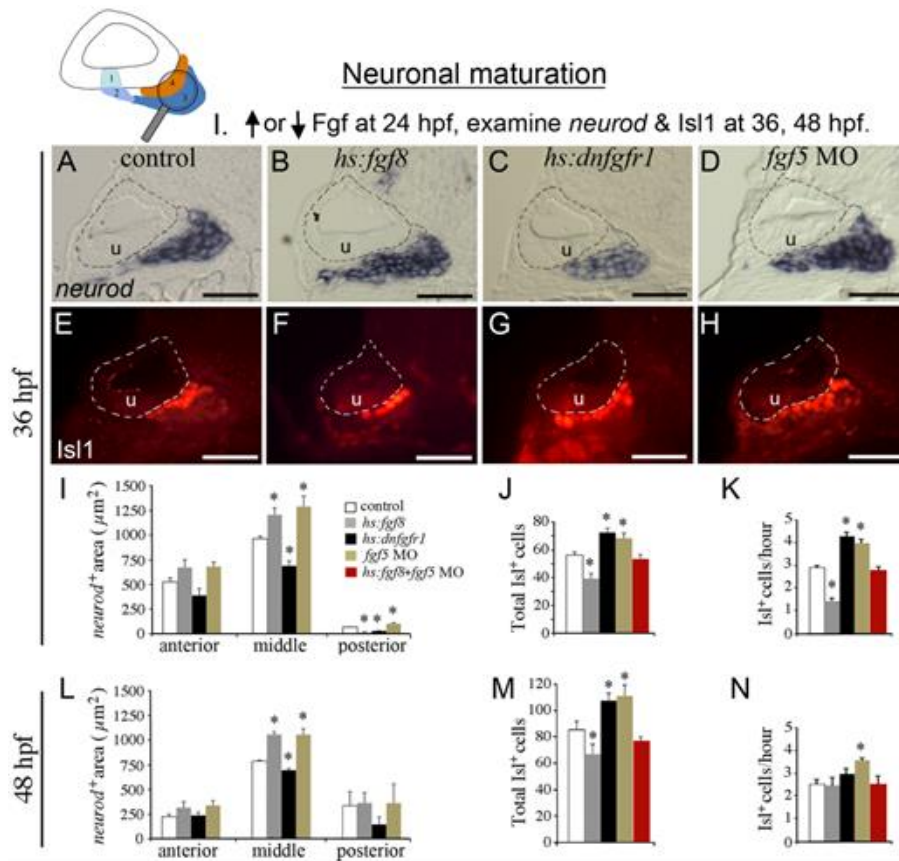 Neuronal maturation
1
2
3
4
I. ↑ or ↓ Fgf at 24 hpf, examine neurod & Isl1 at 36, 48 hpf.
36 hpf
A control
B hs:fgf8
C hs:dnfgfr1
D fgf5 MO
u
u
u
u
neurod
E
F
G
H
u
u
u
u
Isl1
I
neurod⁺ area (μm²)
1500
1250
1000
750
500
250
0
* * * *
* * * *
anterior middle posterior
control
hs:fgf8
hs:dnfgfr1
fgf5 MO
hs:fgf8+fgf5 MO
J
Total Isl⁺ cells
80
60
40
20
0
* * *
K
Isl⁺ cells/hour
5
4
3
2
1
0
* * *
48 hpf
L
neurod⁺ area (μm²)
1500
1250
1000
750
500
250
0
* * *
anterior middle posterior
M
Total Isl⁺ cells
120
100
80
60
40
20
0
* * *
N
Isl⁺ cells/hour
4
3
2
1
0
*